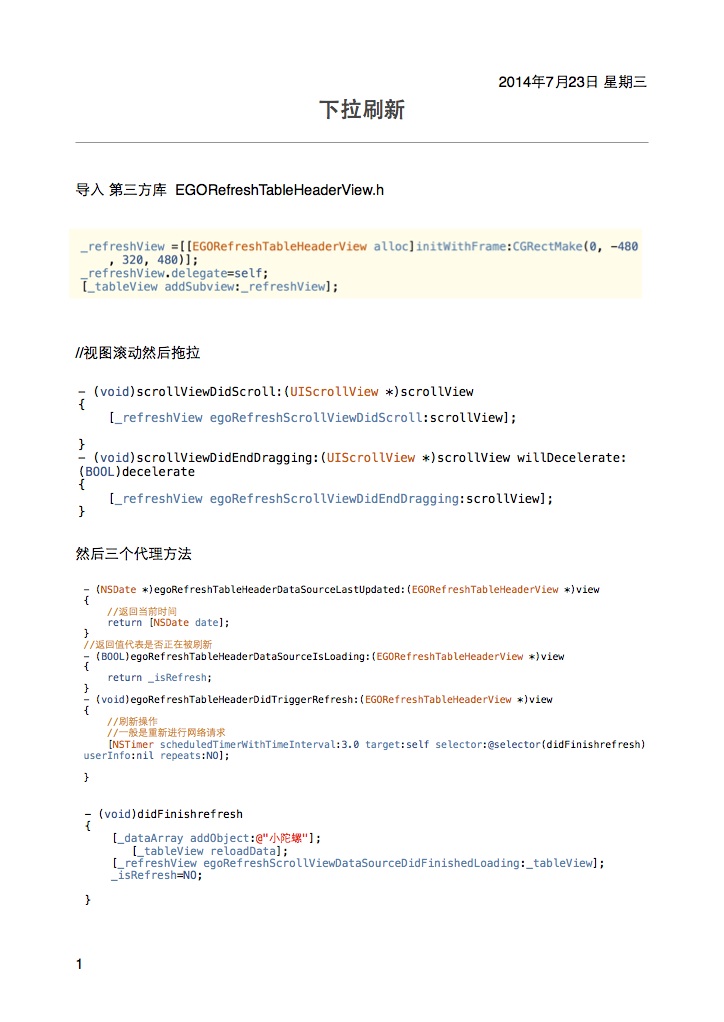 2014年7月23日 星期三
下拉刷新
导入 第三方库 EGORefreshTableHeaderView.h
_refreshView =[[EGORefreshTableHeaderView alloc]initWithFrame:CGRectMake(0, -480
, 320, 480)];
_refreshView.delegate=self;
[_tableView addSubview:_refreshView];
//视图滚动然后拖拉
- (void)scrollViewDidScroll:(UIScrollView *)scrollView
{
[_refreshView egoRefreshScrollViewDidScroll:scrollView];
}
- (void)scrollViewDidEndDragging:(UIScrollView *)scrollView willDecelerate:
(BOOL)decelerate
{
[_refreshView egoRefreshScrollViewDidEndDragging:scrollView];
}
然后三个代理方法
- (NSDate *)egoRefreshTableHeaderDataSourceLastUpdated:(EGORefreshTableHeaderView *)view
{
//返回当前时间
return [NSDate date];
}
//返回值代表是否正在被刷新
- (BOOL)egoRefreshTableHeaderDataSourceIsLoading:(EGORefreshTableHeaderView *)view
{
return _isRefresh;
}
- (void)egoRefreshTableHeaderDidTriggerRefresh:(EGORefreshTableHeaderView *)view
{
//刷新操作
//一般是重新进行网络请求
[NSTimer scheduledTimerWithTimeInterval:3.0 target:self selector:@selector(didFinishrefresh)
userInfo:nil repeats:NO];
}
- (void)didFinishrefresh
{
[_dataArray addObject:@"小陀螺"];
[_tableView reloadData];
[_refreshView egoRefreshScrollViewDataSourceDidFinishedLoading:_tableView];
_isRefresh=NO;
}
1